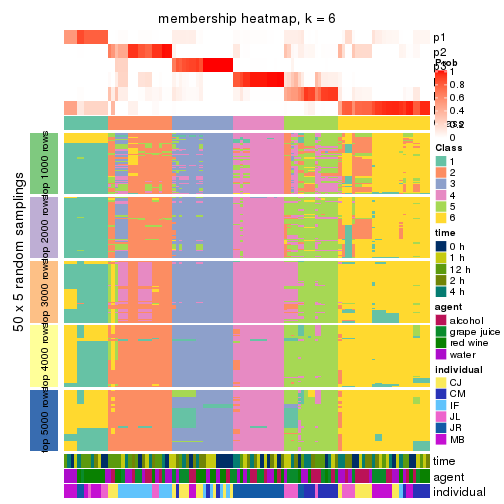 membership heatmap, k = 6
p1
p2
p3
Prob
1
0.8
0.6
0.4
0.2
0
Class
1
2
3
4
5
6
time
0 h
1 h
12 h
2 h
4 h
agent
alcohol
grape juice
red wine
water
individual
CJ
CM
IF
JL
JR
MB
50 x 5 random samplings
top 1000 rows
top 2000 rows
top 3000 rows
top 4000 rows
top 5000 rows
time
agent
individual